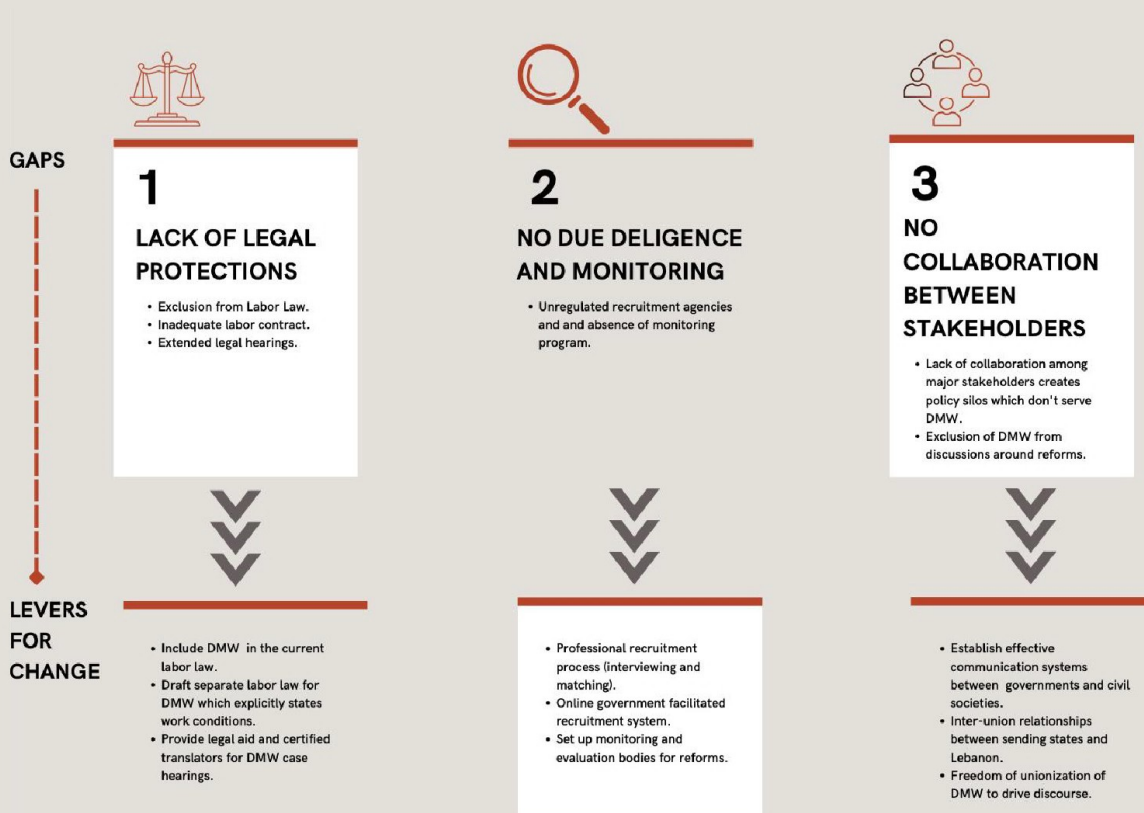 GAPS
1
LACK OF LEGAL
PROTECTIONS
• Exclusion from Labor Law.
• Inadequate labor contract.
• Extended legal hearings.
2
NO DUE DELIGENCE
AND MONITORING
• Unregulated recruitment agencies
and and absence of monitoring
program.
3
NO
COLLABORATION
BETWEEN
STAKEHOLDERS
• Lack of collaboration among
major stakeholders creates
policy silos which don't serve
DMW.
• Exclusion of DMW from
discussions around reforms.
LEVERS
FOR
CHANGE
• Include DMW in the current
labor law.
• Draft separate labor law for
DMW which explicitly states
work conditions.
• Provide legal aid and certified
translators for DMW case
hearings.
• Professional recruitment
process (interviewing and
matching).
• Online government facilitated
recruitment system.
• Set up monitoring and
evaluation bodies for reforms.
• Establish effective
communication systems
between governments and civil
societies.
• Inter-union relationships
between sending states and
Lebanon.
• Freedom of unionization of
DMW to drive discourse.